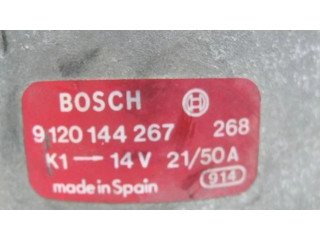 BOSCH
9 120 144 267 268
K1 → 14 V 21/50 A
made in Spain 914